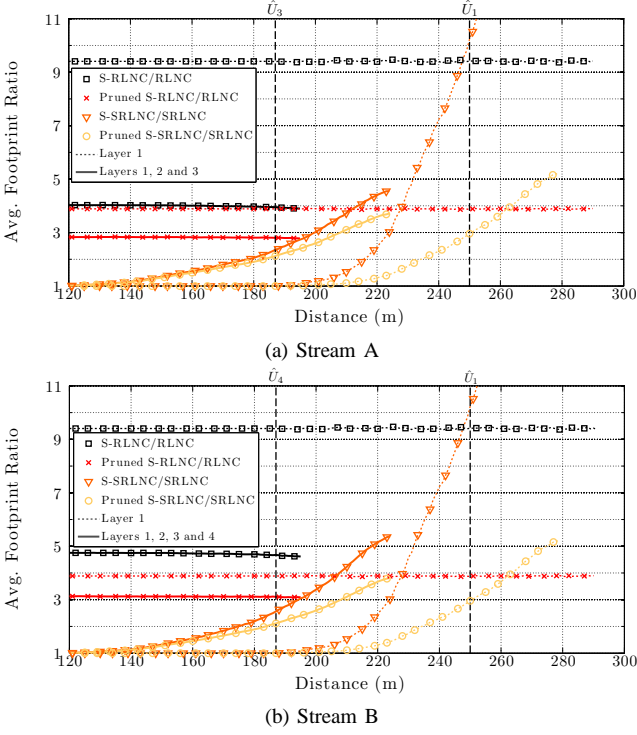 Û3 Û1
11
9
7
5
3
1
Avg. Footprint Ratio
S-RLNC/RLNC
Pruned S-RLNC/RLNC
S-SRLNC/SRLNC
Pruned S-SRLNC/SRLNC
Layer 1
Layers 1, 2 and 3
120 140 160 180 200 220 240 260 280 300
Distance (m)
(a) Stream A
Û4 Û1
11
9
7
5
3
1
Avg. Footprint Ratio
S-RLNC/RLNC
Pruned S-RLNC/RLNC
S-SRLNC/SRLNC
Pruned S-SRLNC/SRLNC
Layer 1
Layers 1, 2, 3 and 4
120 140 160 180 200 220 240 260 280 300
Distance (m)
(b) Stream B